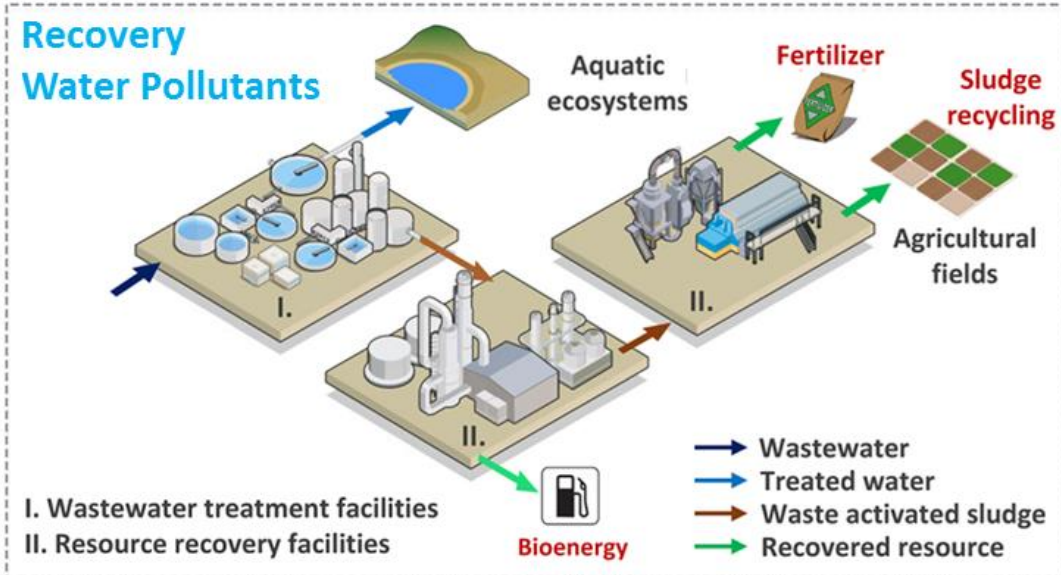 Recovery
Water Pollutants
Aquatic
ecosystems
Fertilizer
FERTILIZER
Sludge
recycling
Agricultural
fields
I.
II.
II.
Bioenergy
I. Wastewater treatment facilities
II. Resource recovery facilities
Wastewater
Treated water
Waste activated sludge
Recovered resource